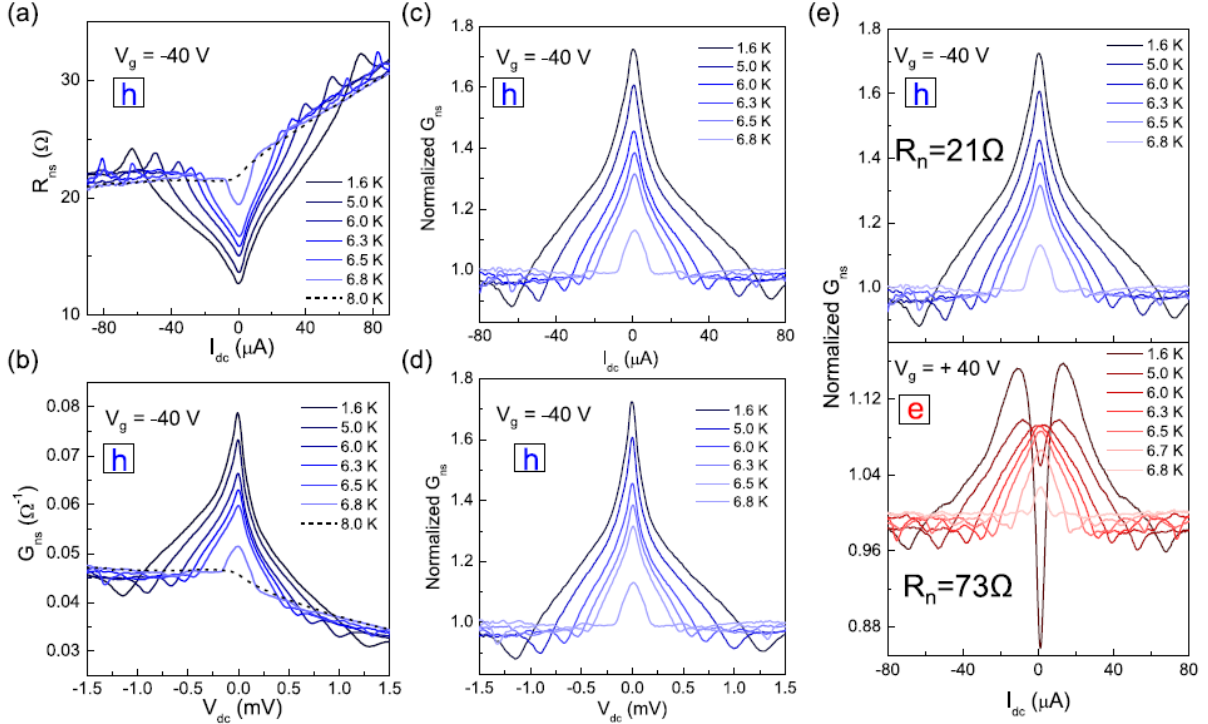 (a)
V_g = -40 V
h
30
20
10
R_ns (Ω)
1.6 K
5.0 K
6.0 K
6.3 K
6.5 K
6.8 K
8.0 K
-80 -40 0 40 80
I_dc (μA)
(b)
V_g = -40 V
h
0.08
0.07
0.06
0.05
0.04
0.03
G_ns (Ω⁻¹)
1.6 K
5.0 K
6.0 K
6.3 K
6.5 K
6.8 K
8.0 K
-1.5 -1.0 -0.5 0.0 0.5 1.0 1.5
V_dc (mV)
(c)
V_g = -40 V
h
1.8
1.6
1.4
1.2
1.0
Normalized G_ns
1.6 K
5.0 K
6.0 K
6.3 K
6.5 K
6.8 K
-80 -40 0 40 80
I_dc (μA)
(d)
V_g = -40 V
h
1.8
1.6
1.4
1.2
1.0
Normalized G_ns
1.6 K
5.0 K
6.0 K
6.3 K
6.5 K
6.8 K
-1.5 -1.0 -0.5 0.0 0.5 1.0 1.5
V_dc (mV)
(e)
V_g = -40 V
h
R_n=21Ω
1.8
1.6
1.4
1.2
1.0
1.6 K
5.0 K
6.0 K
6.3 K
6.5 K
6.8 K
Normalized G_ns
V_g = + 40 V
e
1.12
1.04
0.96
0.88
1.6 K
5.0 K
6.0 K
6.3 K
6.5 K
6.7 K
6.8 K
R_n=73Ω
-80 -40 0 40 80
I_dc (μA)